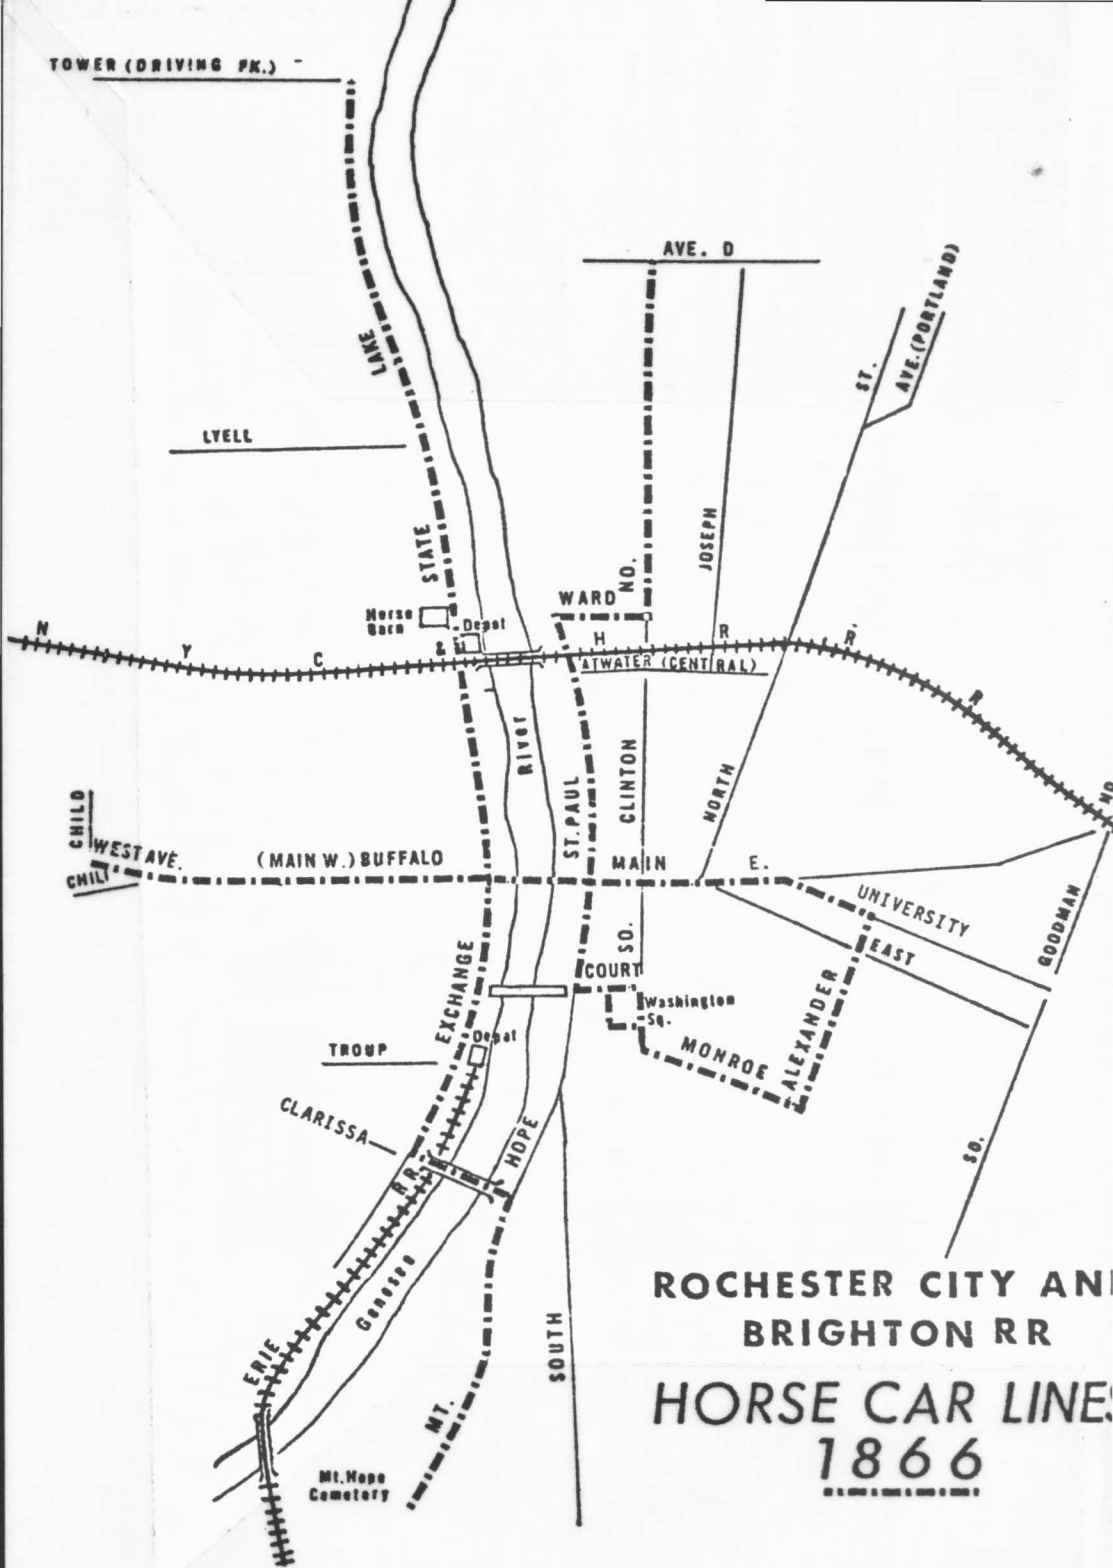 TOWER (DRIVING PK.)
AVE. D
AVE. (PORTLAND)
ST.
LAKE
LYELL
STATE
JOSEPH
NO.
WARD
Horse
Barn
Depot
N Y C & H R R R
ATWATER (CENTRAL)
River
ST. PAUL
CLINTON
NORTH
NO.
CHILD
WEST AVE.
CHILI
(MAIN W.) BUFFALO
MAIN E.
UNIVERSITY
EAST
GOODMAN
SO.
COURT
EXCHANGE
Washington
Sq.
MONROE
ALEXANDER
Depot
TROUP
CLARISSA
HOPE
R R.
SO.
Genesee
ERIE
SOUTH
MT.
Mt. Hope
Cemetery
ROCHESTER CITY AN
BRIGHTON RR
HORSE CAR LINES
1866